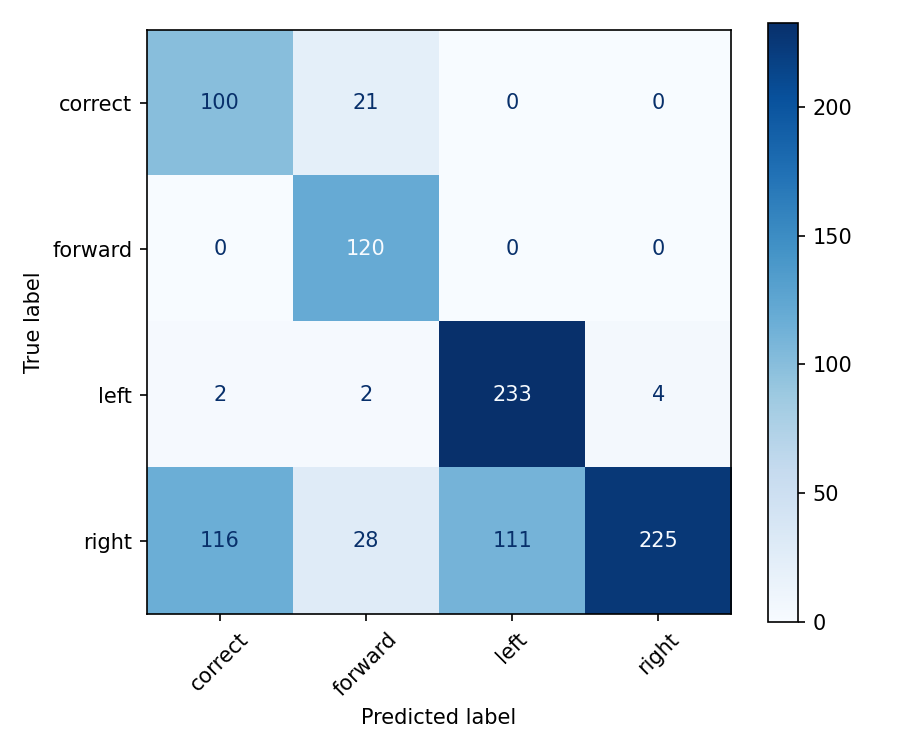 correct 100 21 0 0
forward 0 120 0 0
left 2 2 233 4
right 116 28 111 225
True label
correct forward left right
Predicted label
200
150
100
50
0